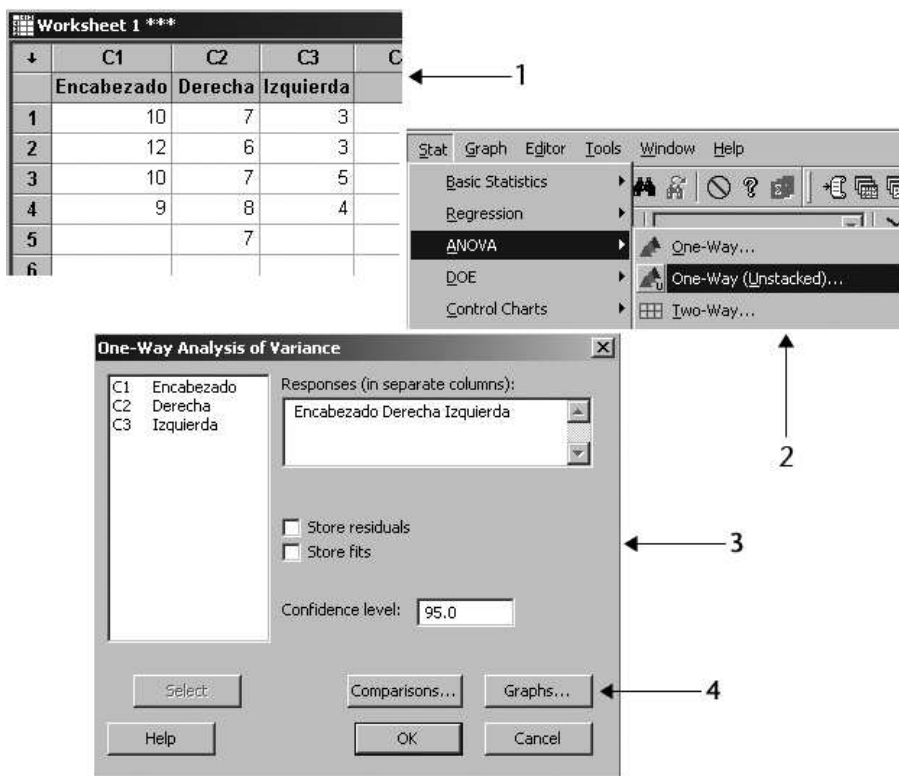 Worksheet 1 ***
↓ C1 C2 C3 C
Encabezado Derecha Izquierda
1 10 7 3
2 12 6 3
3 10 7 5
4 9 8 4
5 7
6
1
Stat Graph Editor Tools Window Help
Basic Statistics
Regression
ANOVA
DOE
Control Charts
One-Way...
One-Way (Unstacked)...
Two-Way...
2
One-Way Analysis of Variance
C1 Encabezado
C2 Derecha
C3 Izquierda
Responses (in separate columns):
Encabezado Derecha Izquierda
Store residuals
Store fits
3
Confidence level: 95.0
Select Comparisons... Graphs...
4
Help OK Cancel